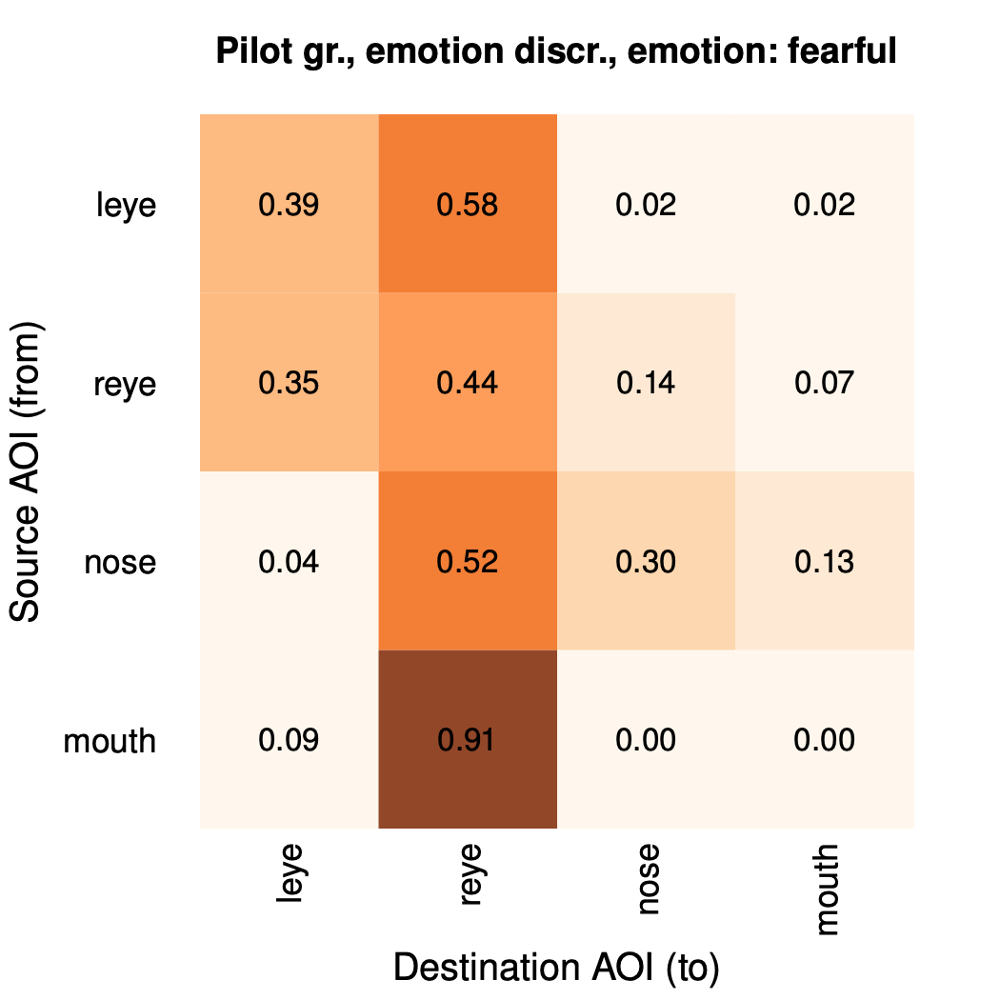 Pilot gr., emotion discr., emotion: fearful
Source AOI (from)
leye 0.39 0.58 0.02 0.02
reye 0.35 0.44 0.14 0.07
nose 0.04 0.52 0.30 0.13
mouth 0.09 0.91 0.00 0.00
leye reye nose mouth
Destination AOI (to)